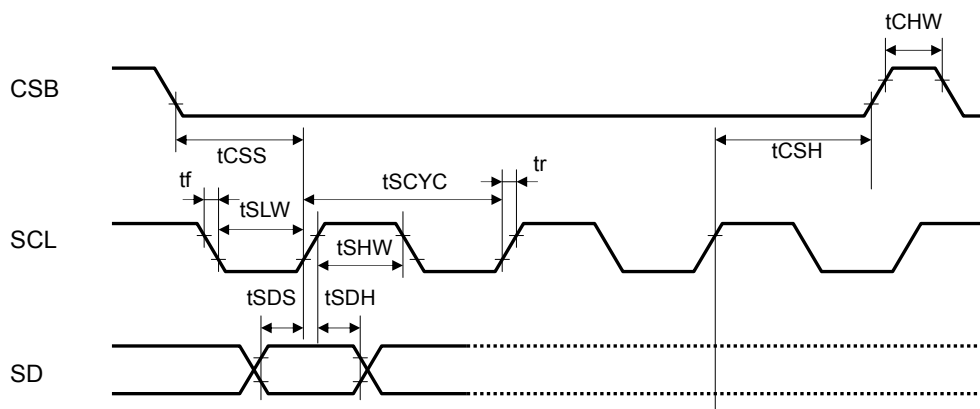 tCHW
CSB
tCSS
tCSH
tf
tSCYC
tr
tSLW
SCL
tSHW
tSDS
tSDH
SD